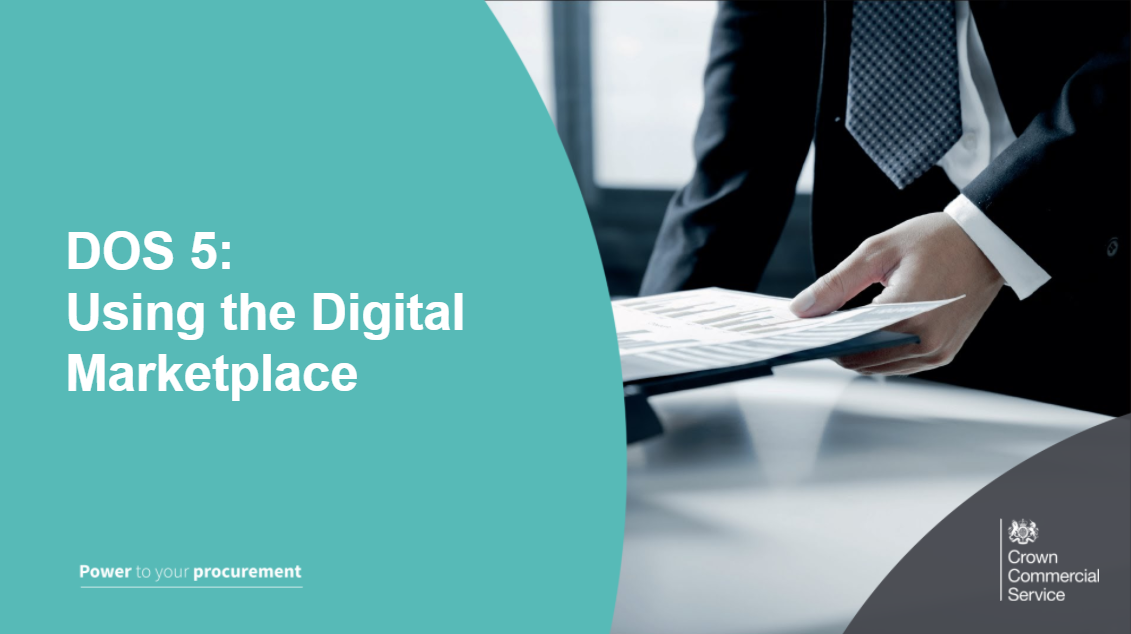 DOS 5:
Using the Digital
Marketplace
Power to your procurement
Crown
Commercial
Service